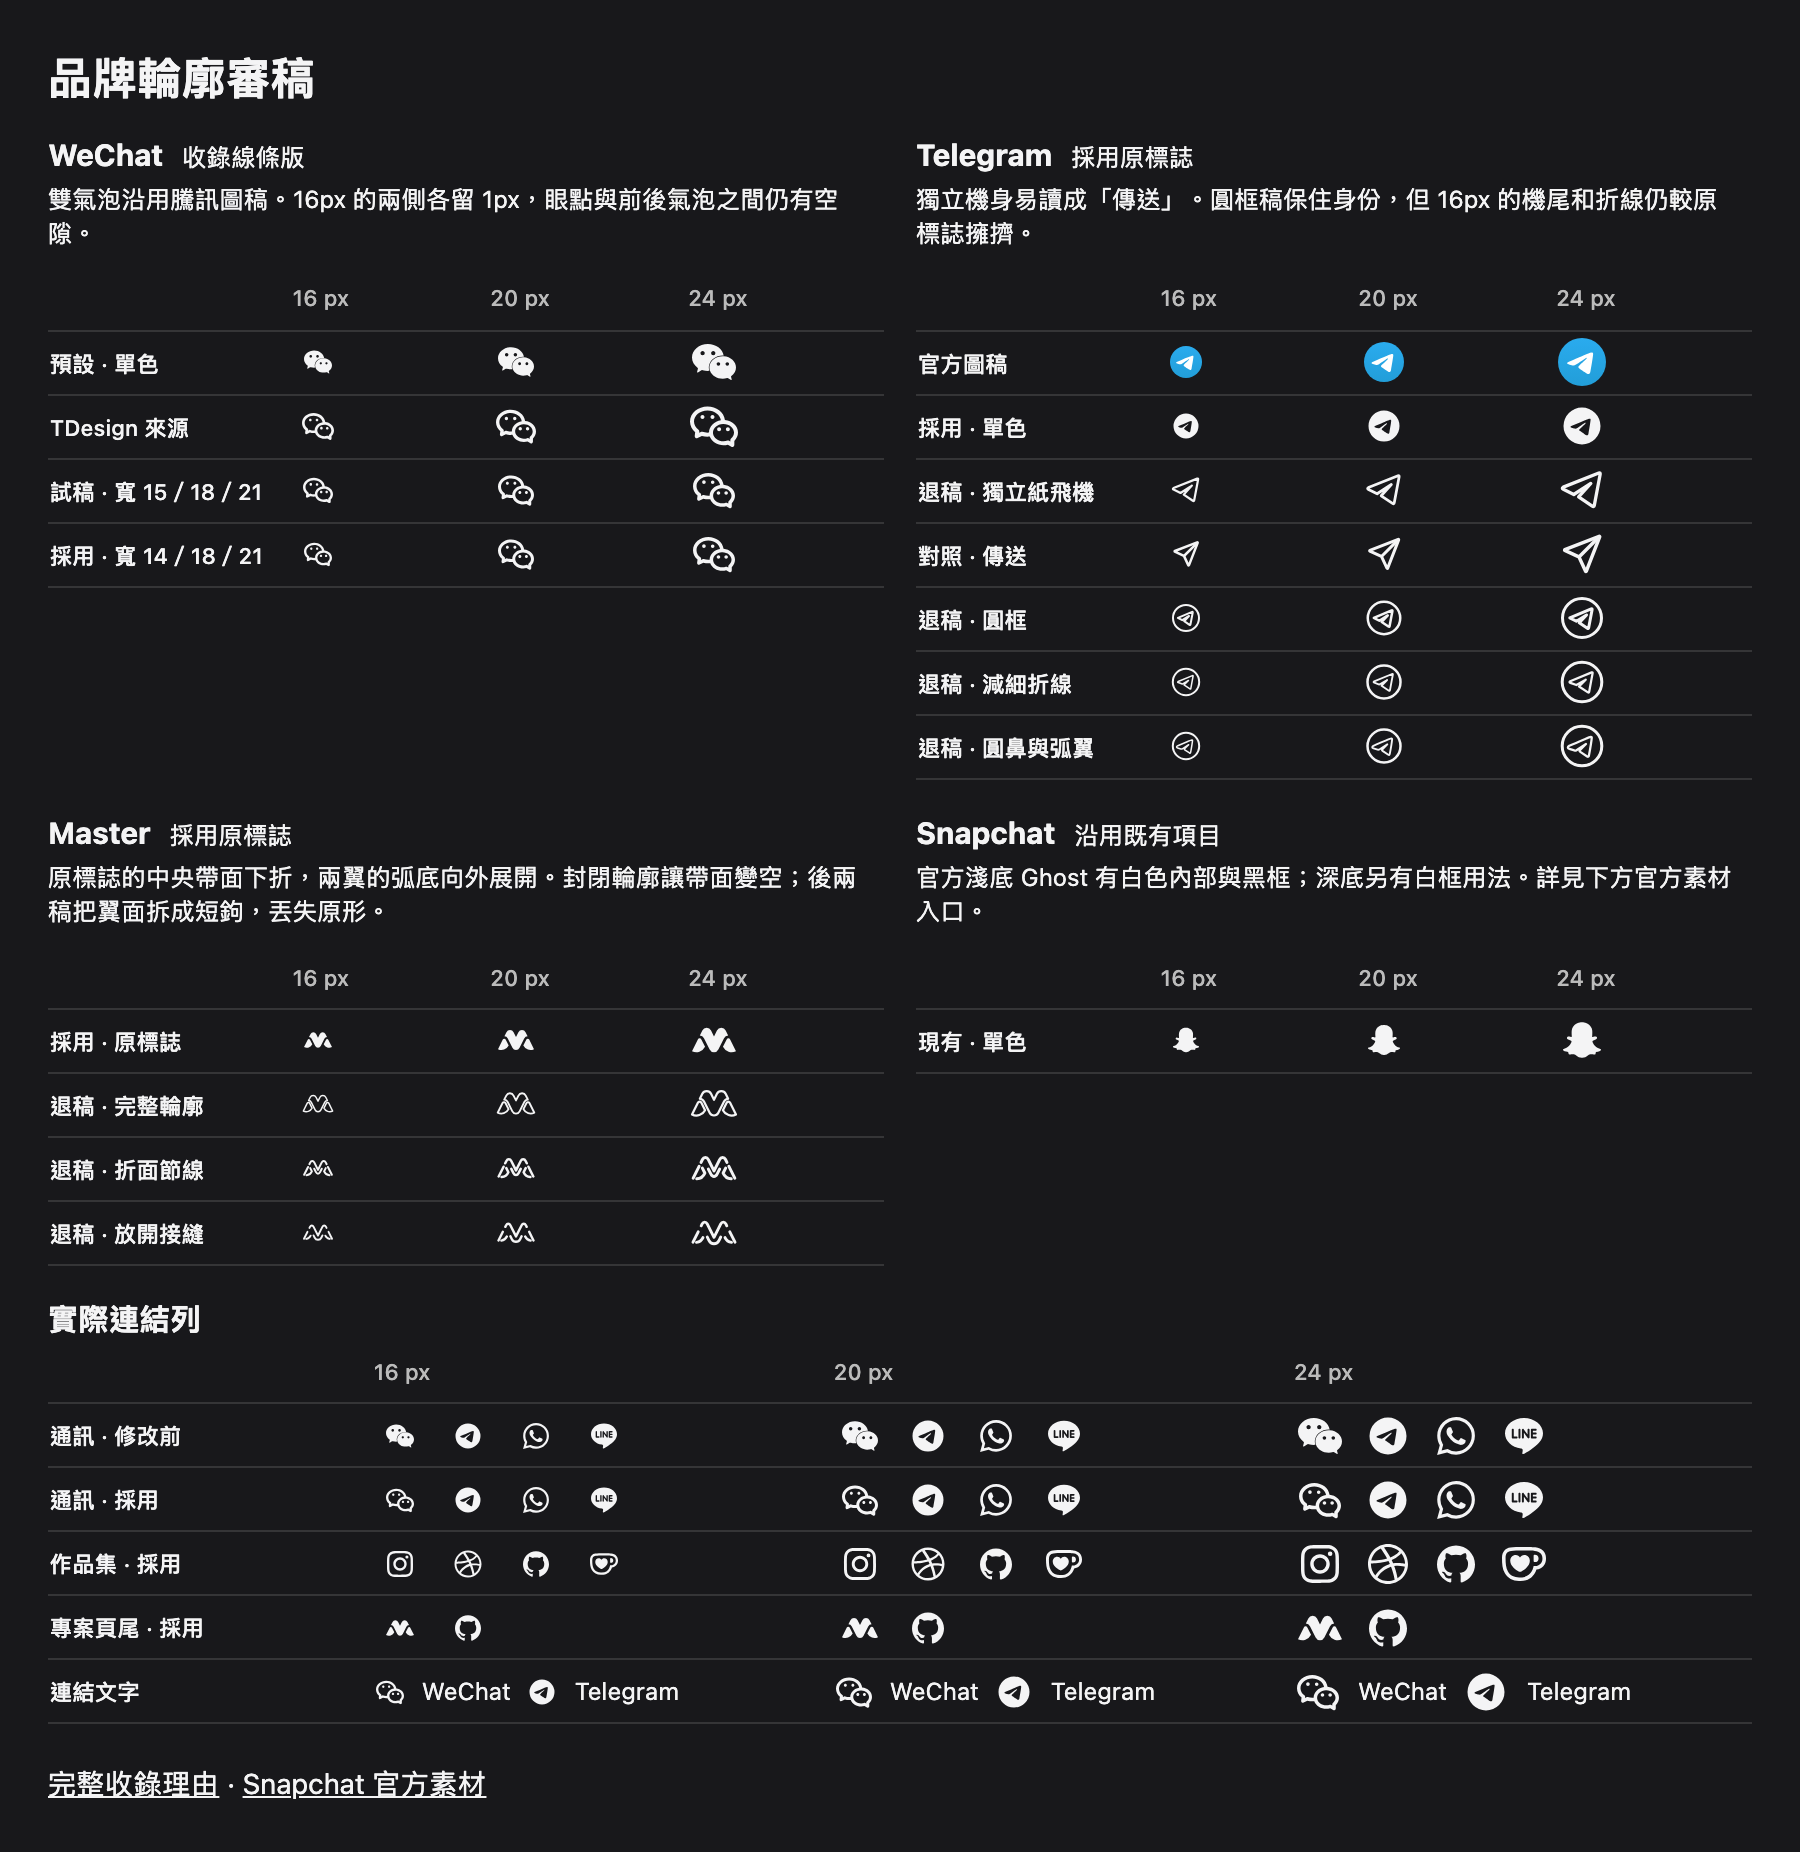 品牌輪廓審稿
WeChat 收錄線條版
雙氣泡沿用騰訊圖稿。16px 的兩側各留 1px，眼點與前後氣泡之間仍有空
隙。
16 px 20 px 24 px
預設 · 單色
TDesign 來源
試稿 · 寬 15 / 18 / 21
採用 · 寬 14 / 18 / 21
Telegram 採用原標誌
獨立機身易讀成「傳送」。圓框稿保住身份，但 16px 的機尾和折線仍較原
標誌擁擠。
16 px 20 px 24 px
官方圖稿
採用 · 單色
退稿 · 獨立紙飛機
對照 · 傳送
退稿 · 圓框
退稿 · 減細折線
退稿 · 圓鼻與弧翼
Master 採用原標誌
原標誌的中央帶面下折，兩翼的弧底向外展開。封閉輪廓讓帶面變空；後兩
稿把翼面拆成短鉤，丟失原形。
16 px 20 px 24 px
採用 · 原標誌
退稿 · 完整輪廓
退稿 · 折面節線
退稿 · 放開接縫
Snapchat 沿用既有項目
官方淺底 Ghost 有白色內部與黑框；深底另有白框用法。詳見下方官方素材
入口。
16 px 20 px 24 px
現有 · 單色
實際連結列
16 px 20 px 24 px
通訊 · 修改前 LINE LINE LINE
通訊 · 採用 LINE LINE LINE
作品集 · 採用
專案頁尾 · 採用
連結文字 WeChat Telegram WeChat Telegram WeChat Telegram
完整收錄理由 · Snapchat 官方素材